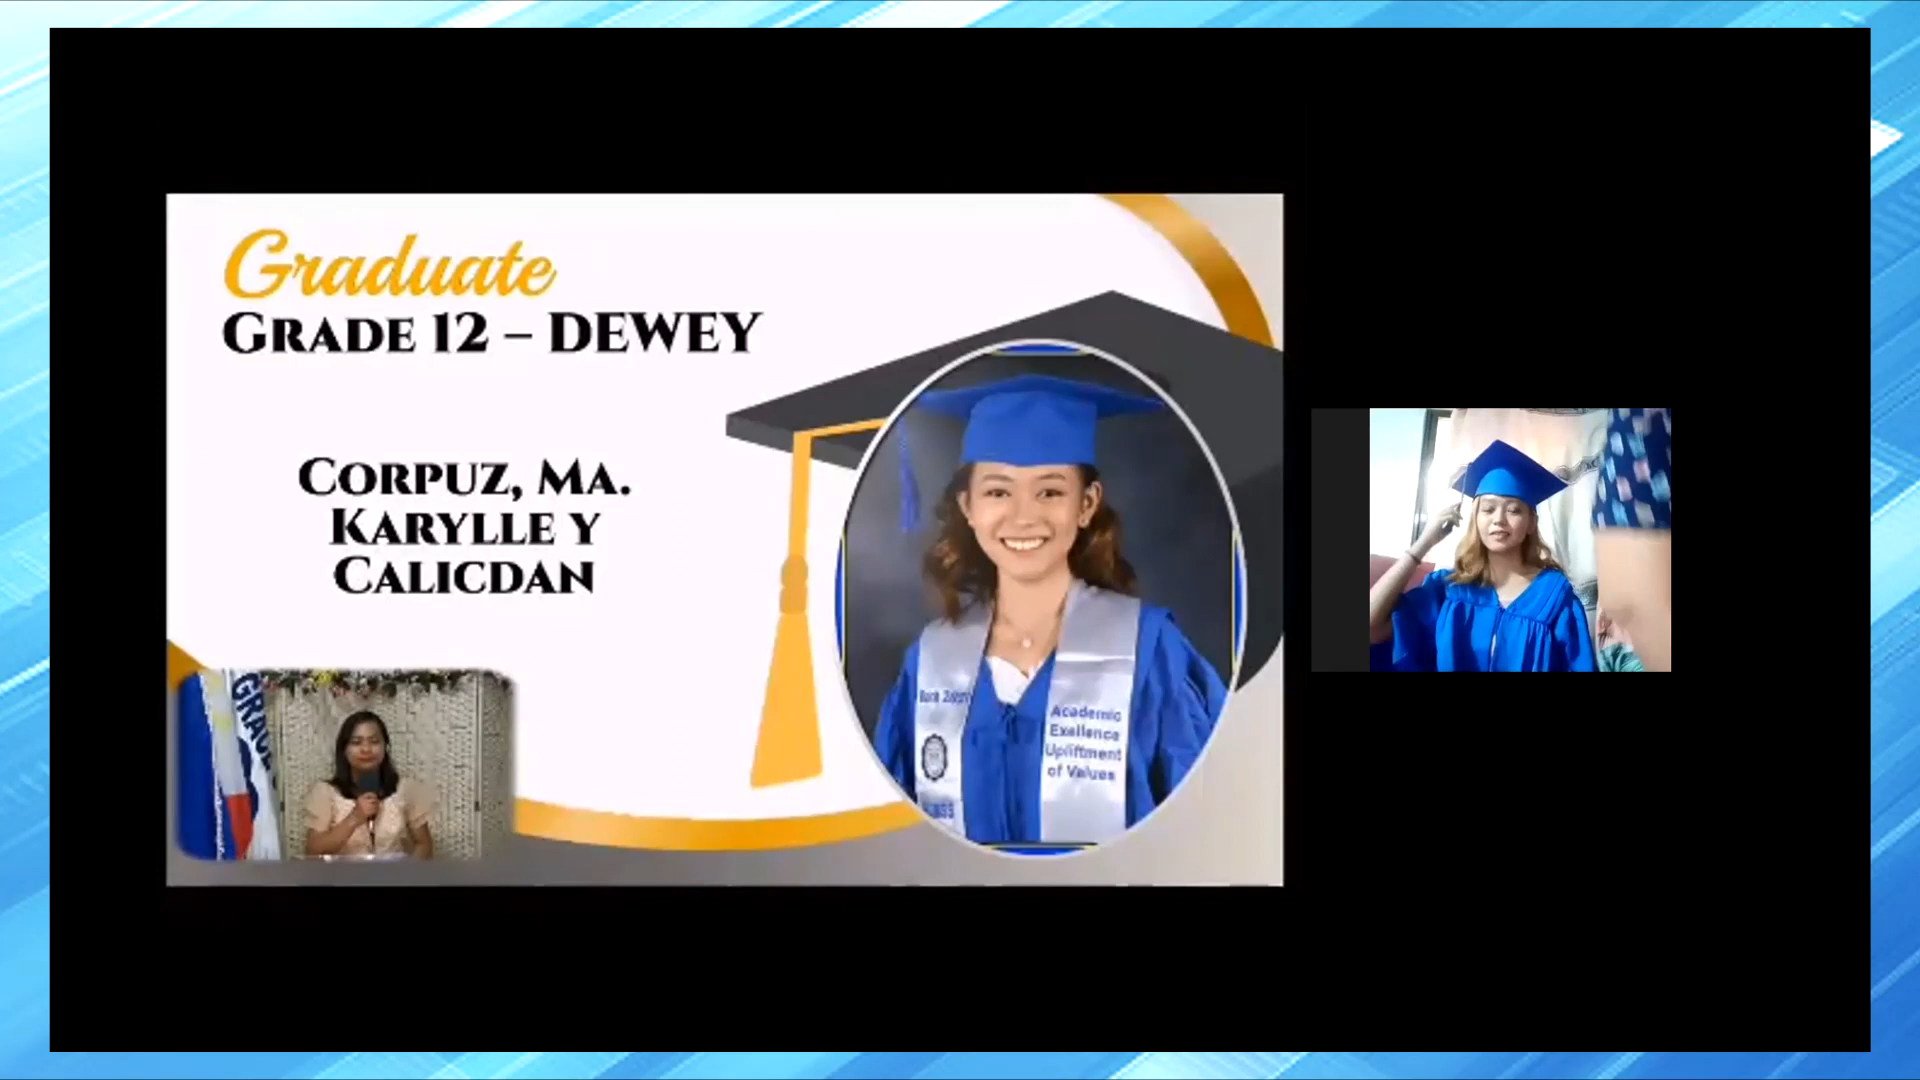 Graduate
GRADE 12 – DEWEY
CORPUZ, MA.
KARYLLE Y
CALICDAN
Academic
Exellence
Upliftment
of Values